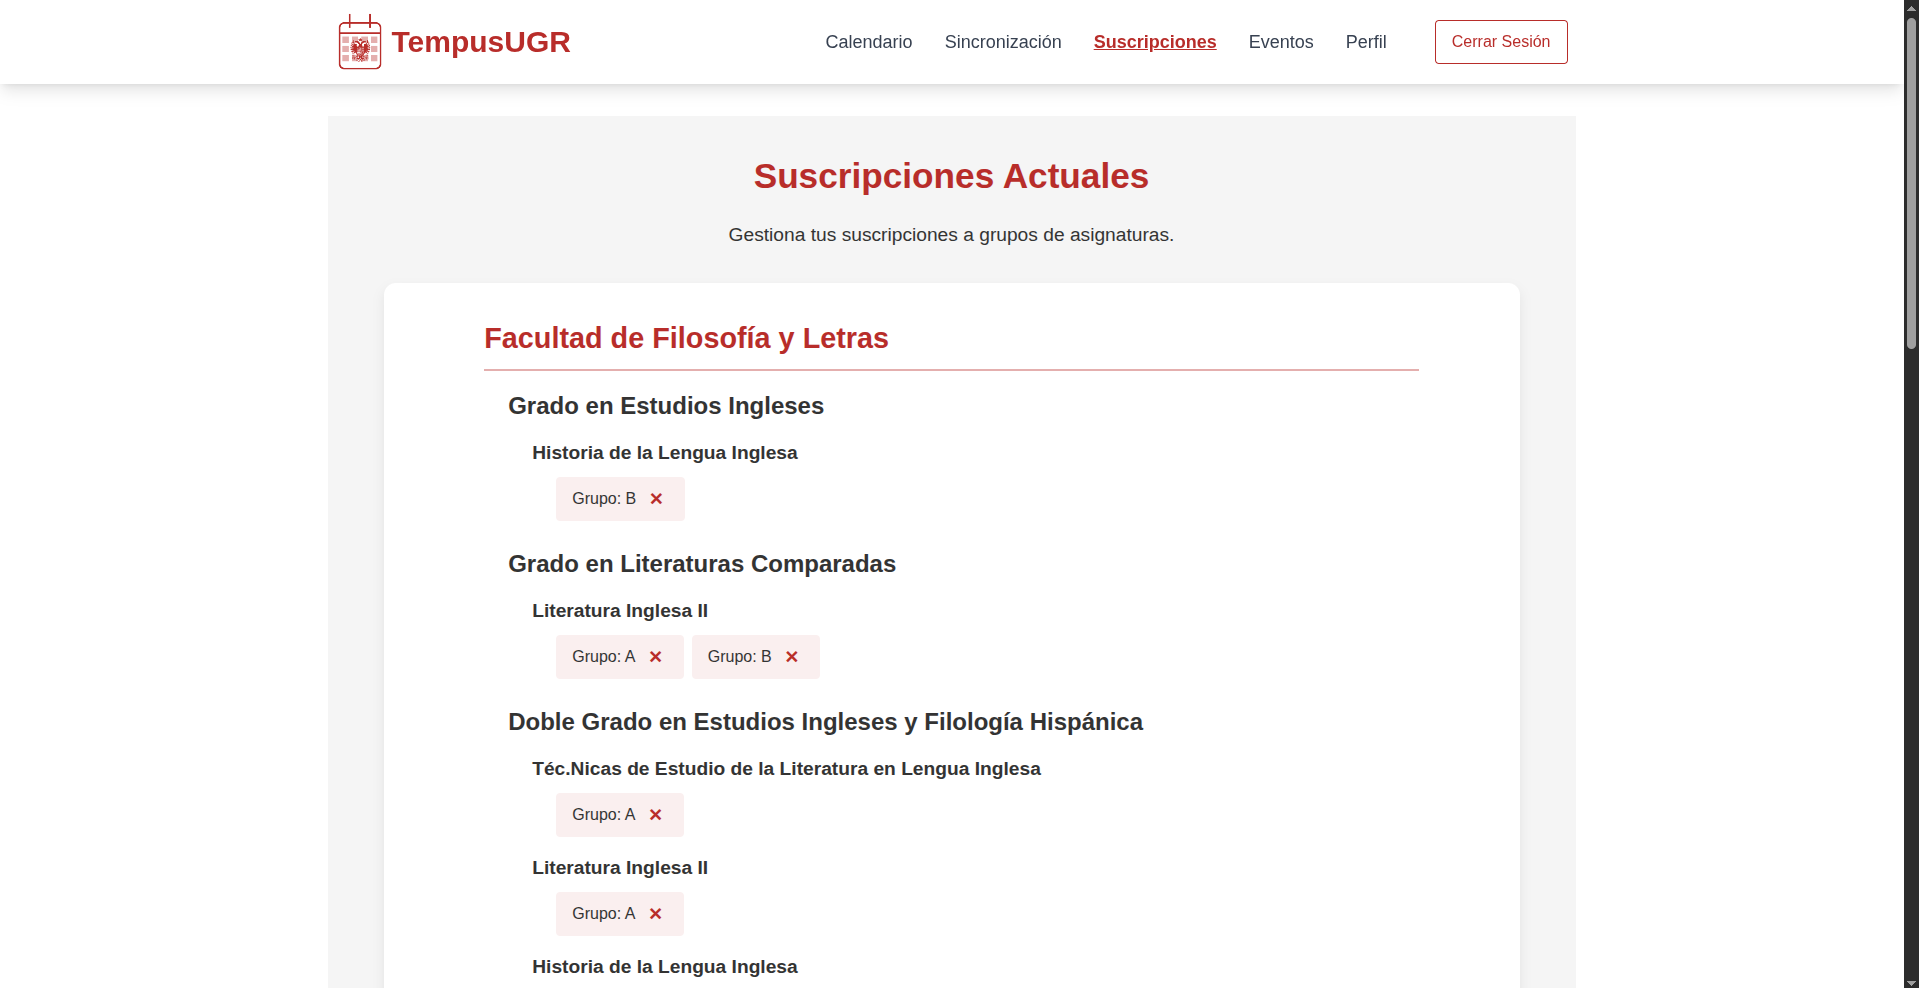 TempusUGR
Calendario Sincronización Suscripciones Eventos Perfil Cerrar Sesión
Suscripciones Actuales
Gestiona tus suscripciones a grupos de asignaturas.
Facultad de Filosofía y Letras
Grado en Estudios Ingleses
Historia de la Lengua Inglesa
Grupo: B ✕
Grado en Literaturas Comparadas
Literatura Inglesa II
Grupo: A ✕ Grupo: B ✕
Doble Grado en Estudios Ingleses y Filología Hispánica
Téc.Nicas de Estudio de la Literatura en Lengua Inglesa
Grupo: A ✕
Literatura Inglesa II
Grupo: A ✕
Historia de la Lengua Inglesa